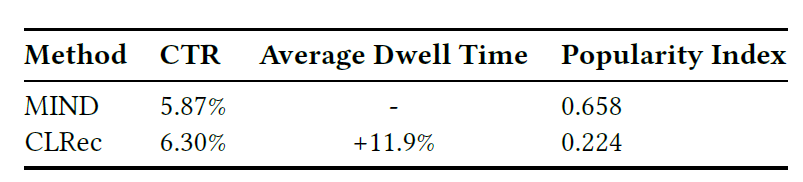 Method CTR Average Dwell Time Popularity Index
MIND 5.87% - 0.658
CLRec 6.30% +11.9% 0.224